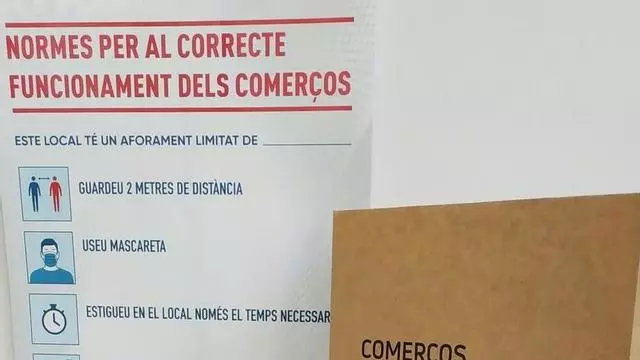 NORMES PER AL CORRECTE
FUNCIONAMENT DELS COMERÇOS
ESTE LOCAL TÉ UN AFORAMENT LIMITAT DE
GUARDEU 2 METRES DE DISTÀNCIA
USEU MASCARETA
ESTIGUEU EN EL LOCAL NOMÉS EL TEMPS NECESSAR
COMERÇOS